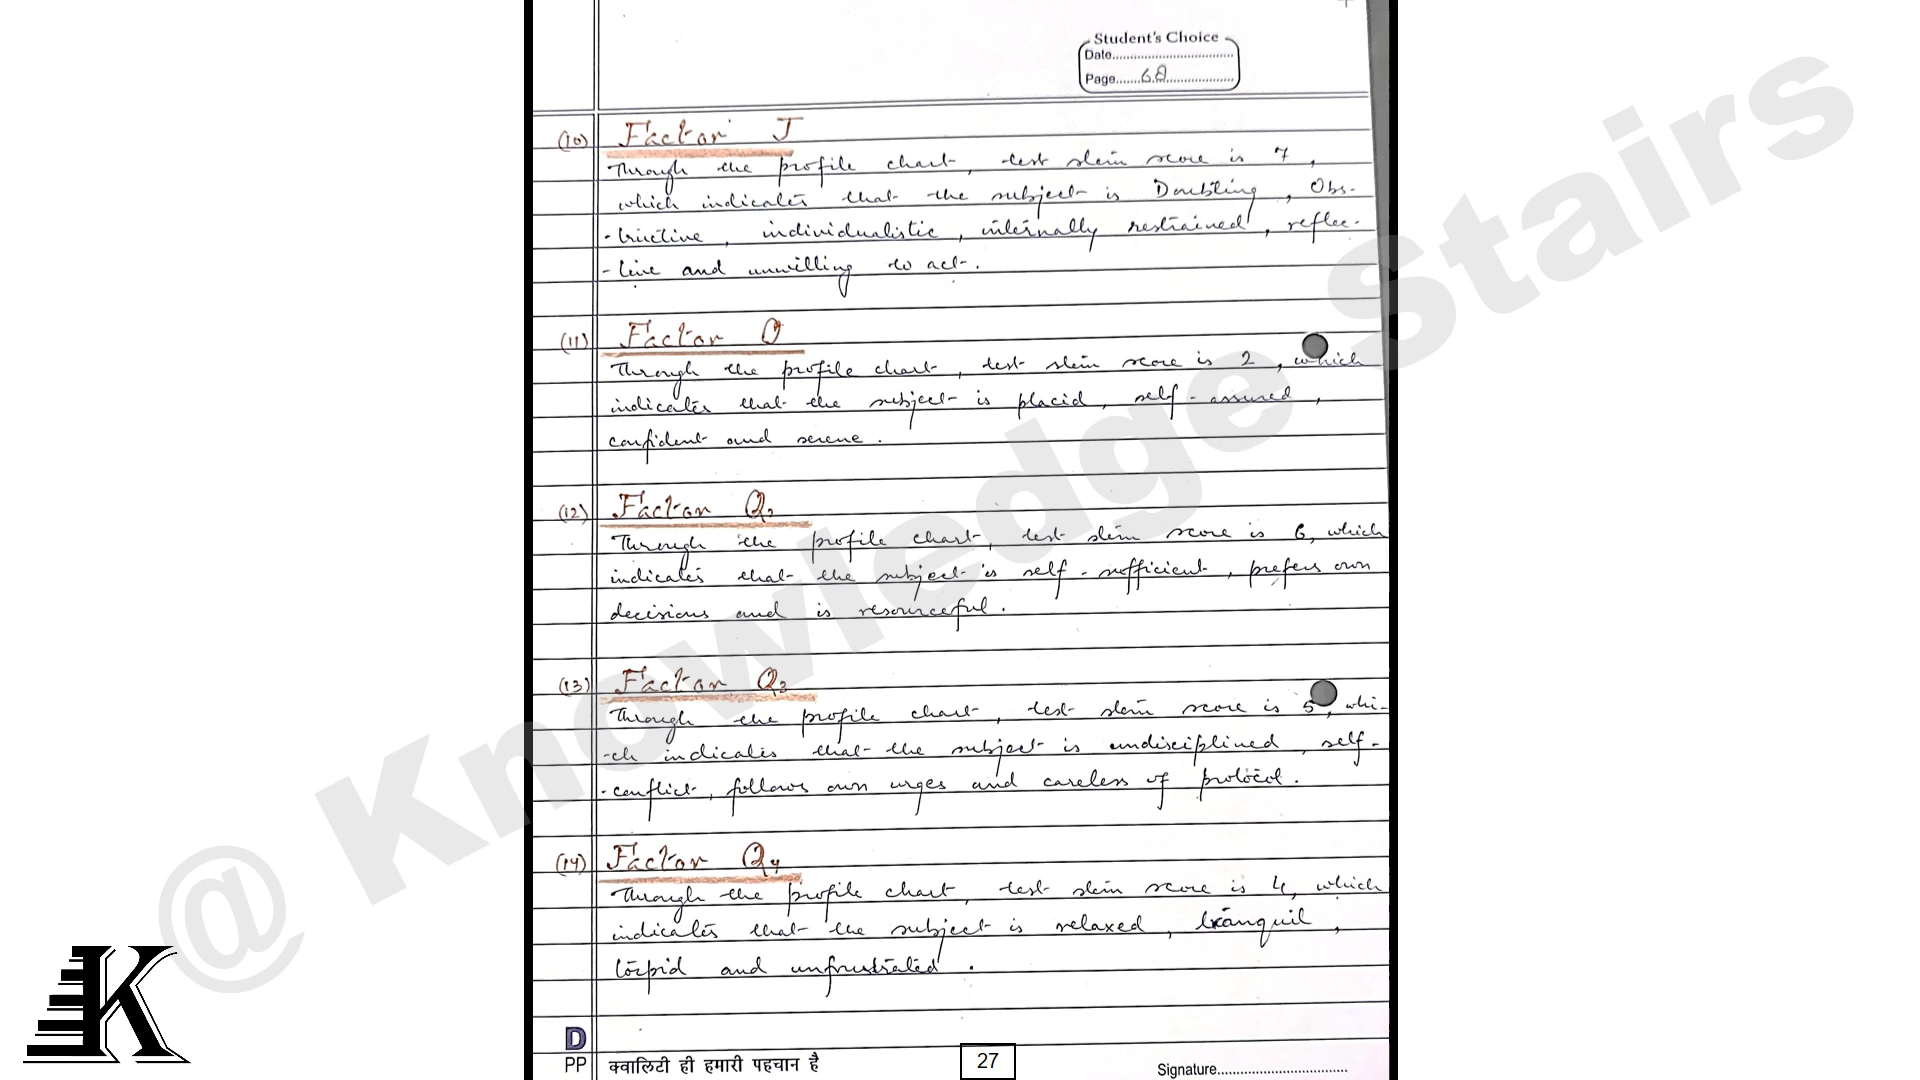 Student's Choice
Date
Page 68
(10) Factor J
Through the profile chart, test stein score is 7,
which indicates that the subject is Doubting, Obs-
-tructive, individualistic, internally restrained, reflec-
-tive and unwilling to act.
(11) Factor O
Through the profile chart, test stein score is 2, which
indicates that the subject is placid, self-assured,
confident and serene.
(12) Factor Q2
Through the profile chart, test stein score is 6, which
indicates that the subject is self-sufficient, prefers own
decisions and is resourceful.
(13) Factor Q3
Through the profile chart, test stein score is 5, whi-
-ch indicates that the subject is undisciplined, self-
-conflict, follows own urges and careless of protocol.
(14) Factor Q4
Through the profile chart, test stein score is 4, which
indicates that the subject is relaxed, tranquil,
torpid and unfrustrated.
D
PP क्वालिटी ही हमारी पहचान है
27
Signature
@ Knowledge Stairs
K